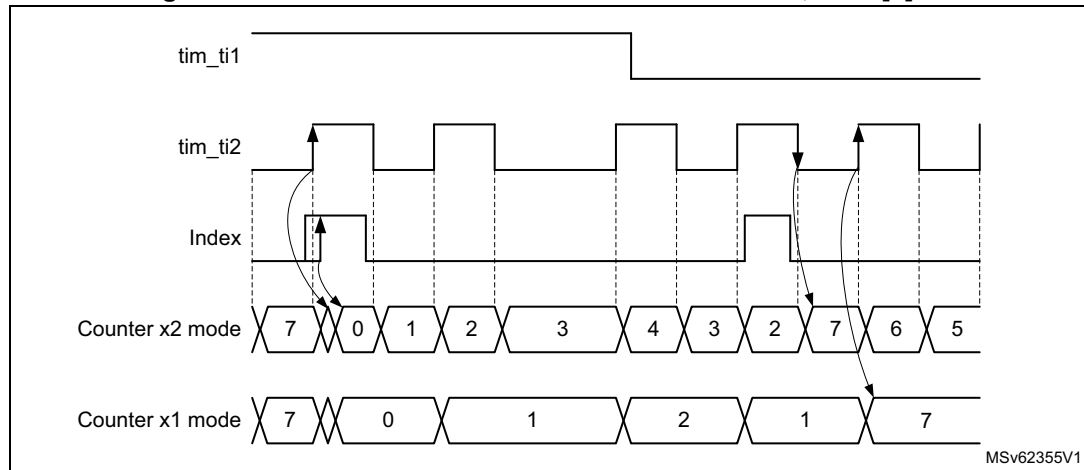 tim_ti1
tim_ti2
Index
Counter x2 mode 7 0 1 2 3 4 3 2 7 6 5
Counter x1 mode 7 0 1 2 1 7
MSv62355V1